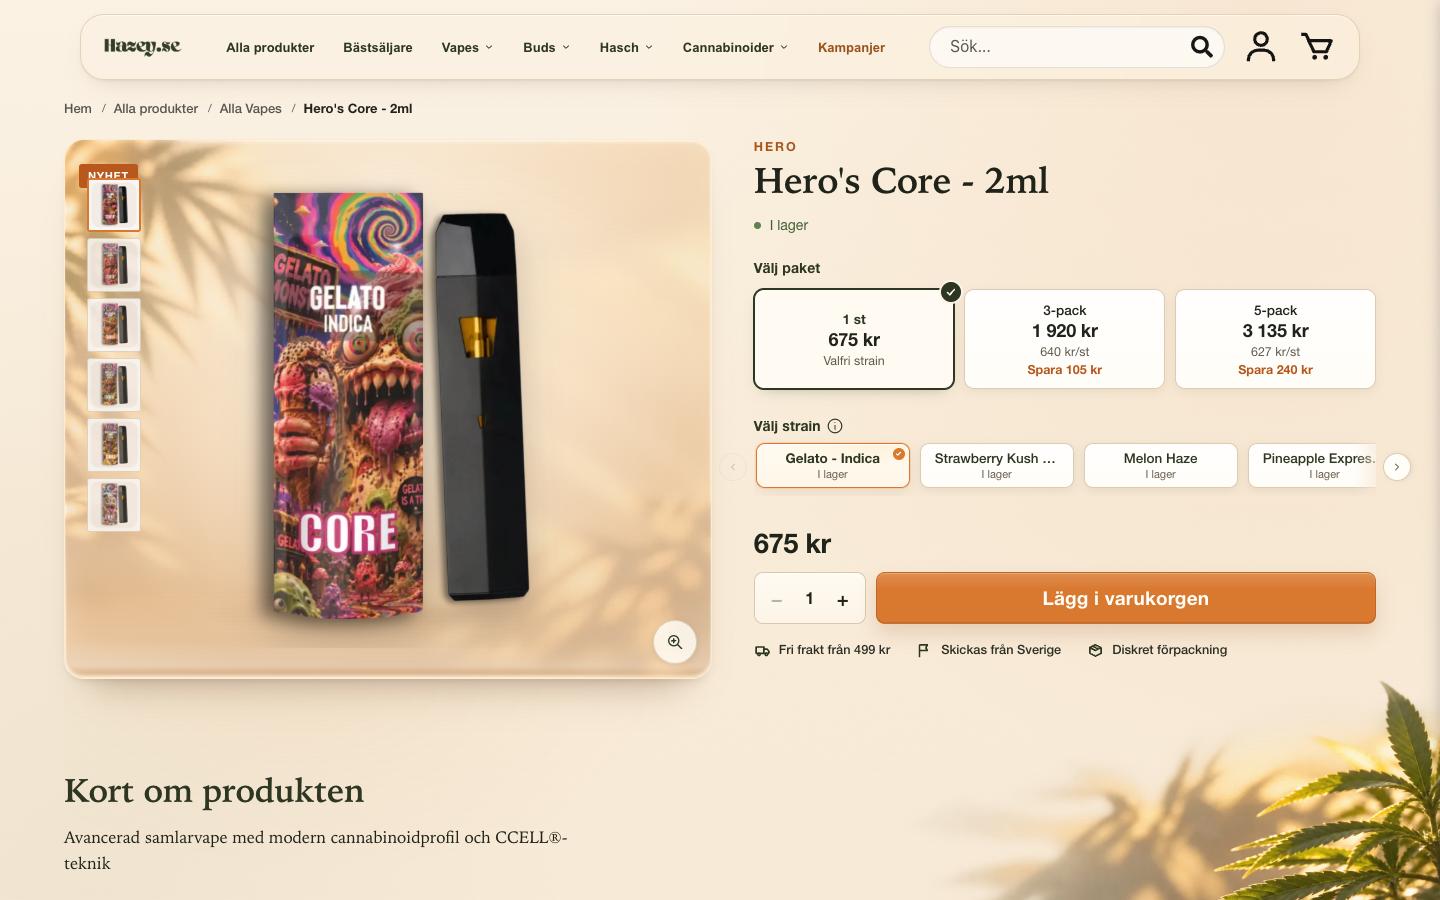 Hazey.se
Alla produkter
Bästsäljare
Vapes
Buds
Hasch
Cannabinoider
Kampanjer
Sök...
Hem / Alla produkter / Alla Vapes / Hero's Core - 2ml
NYHET
GELATO
GELATO
INDICA
CORE
HERO
Hero's Core - 2ml
I lager
Välj paket
1 st
675 kr
Valfri strain
3-pack
1 920 kr
640 kr/st
Spara 105 kr
5-pack
3 135 kr
627 kr/st
Spara 240 kr
Välj strain
Gelato - Indica
I lager
Strawberry Kush ...
I lager
Melon Haze
I lager
Pineapple Expres.
I lager
675 kr
− 1 +
Lägg i varukorgen
Fri frakt från 499 kr
Skickas från Sverige
Diskret förpackning
Kort om produkten
Avancerad samlarvape med modern cannabinoidprofil och CCELL®-
teknik